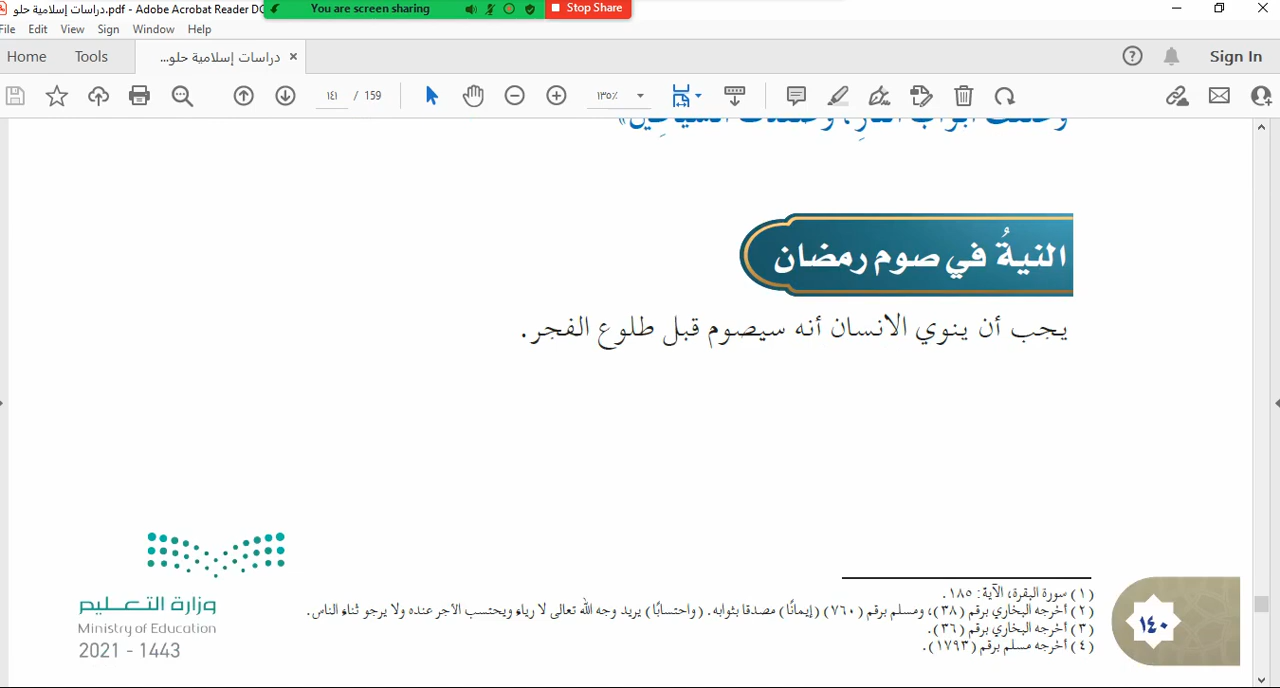 دراسات إسلامية حلو.pdf - Adobe Acrobat Reader DC
You are screen sharing
Stop Share
File Edit View Sign Window Help
Home Tools دراسات إسلامية حلو... × Sign In
١٤١ / 159 ١٣٥٪
النيةُ في صوم رمضان
يجب أن ينوي الانسان أنه سيصوم قبل طلوع الفجر.
(١) سورة البقرة، الآية: ١٨٥.
(٢) أخرجه البخاري برقم (٣٨)، ومسلم برقم (٧٦٠) (إيمانًا) مصدقا بثوابه. (واحتسابًا) يريد وجه الله تعالى لا رياءً ويحتسب الأجر عنده ولا يرجو ثناء الناس.
(٣) أخرجه البخاري برقم (٣٦).
(٤) أخرجه مسلم برقم (١٧٩٣).
١٤٠
وزارة التعليم
Ministry of Education
2021 - 1443